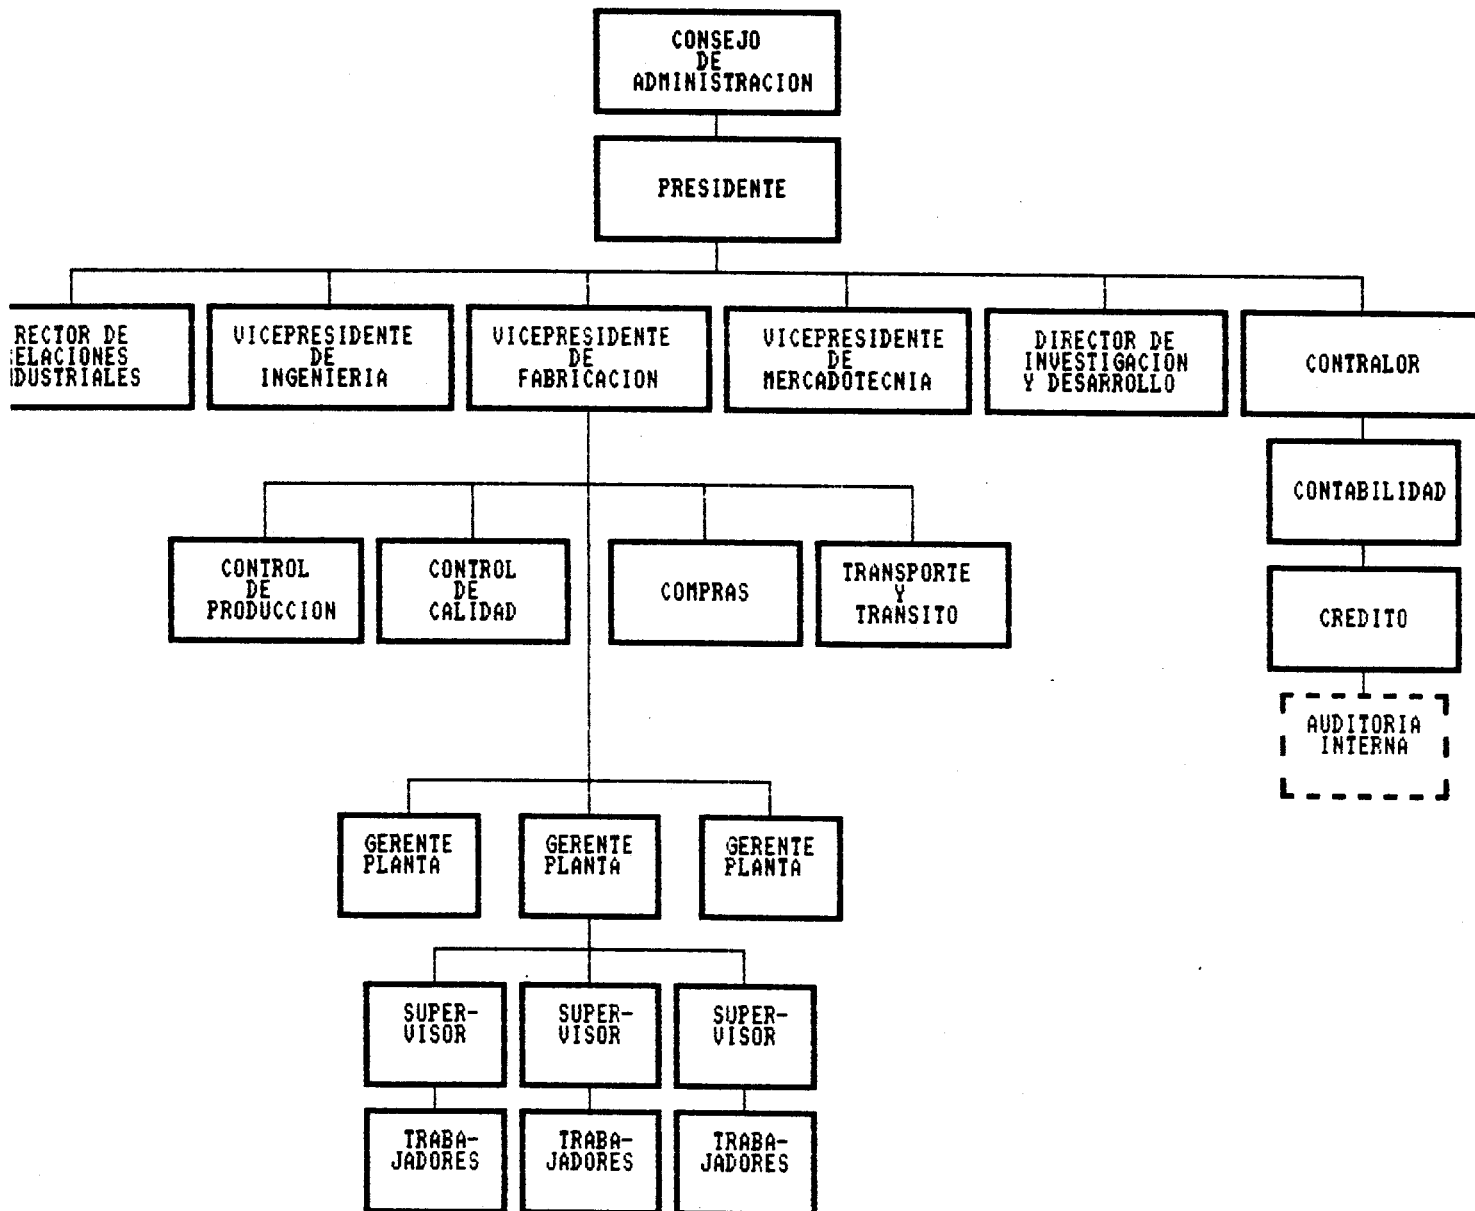 CONSEJO
DE
ADMINISTRACION
PRESIDENTE
RECTOR DE
ELACIONES
DUSTRIALES
VICEPRESIDENTE
DE
INGENIERIA
VICEPRESIDENTE
DE
FABRICACION
VICEPRESIDENTE
DE
MERCADOTECNIA
DIRECTOR DE
INVESTIGACION
Y DESARROLLO
CONTRALOR
CONTABILIDAD
CONTROL
DE
PRODUCCION
CONTROL
DE
CALIDAD
COMPRAS
TRANSPORTE
Y
TRANSITO
CREDITO
AUDITORIA
INTERNA
GERENTE
PLANTA
GERENTE
PLANTA
GERENTE
PLANTA
SUPER-
VISOR
SUPER-
VISOR
SUPER-
VISOR
TRABA-
JADORES
TRABA-
JADORES
TRABA-
JADORES